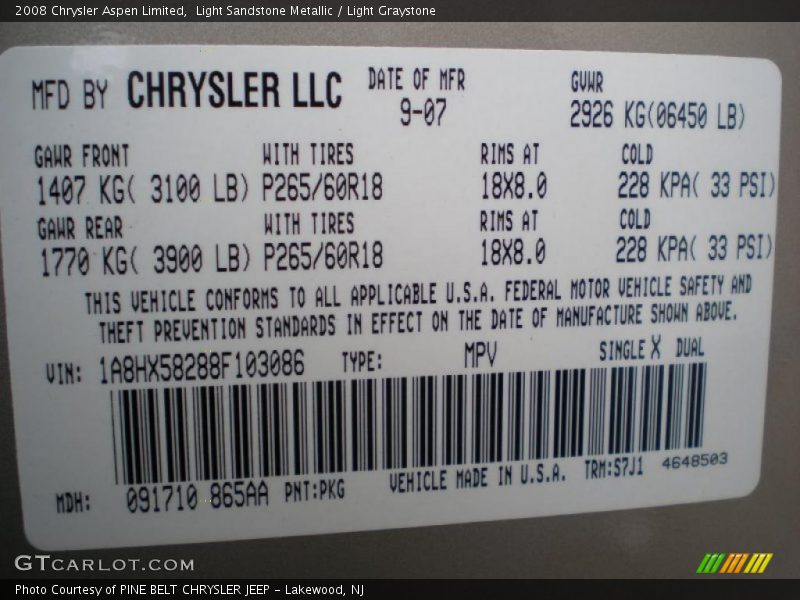 2008 Chrysler Aspen Limited,  Light Sandstone Metallic / Light Graystone
MFD BY CHRYSLER LLC DATE OF MFR GVWR
9-07 2926 KG(06450 LB)
GAWR FRONT WITH TIRES RIMS AT COLD
1407 KG( 3100 LB) P265/60R18 18X8.0 228 KPA( 33 PSI)
GAWR REAR WITH TIRES RIMS AT COLD
1770 KG( 3900 LB) P265/60R18 18X8.0 228 KPA( 33 PSI)
THIS VEHICLE CONFORMS TO ALL APPLICABLE U.S.A. FEDERAL MOTOR VEHICLE SAFETY AND
THEFT PREVENTION STANDARDS IN EFFECT ON THE DATE OF MANUFACTURE SHOWN ABOVE.
VIN: 1A8HX58288F103086 TYPE: MPV SINGLE X DUAL
MDH: 091710 865AA PNT:PKG VEHICLE MADE IN U.S.A. TRM:S7J1 4648503
GTCARLOT.COM
Photo Courtesy of PINE BELT CHRYSLER JEEP - Lakewood, NJ